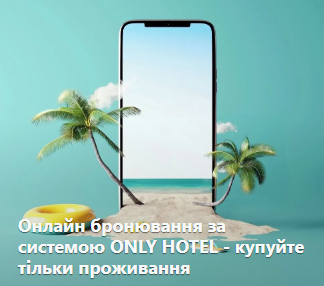 Онлайн бронювання за
системою ONLY HOTEL - купуйте
тільки проживання